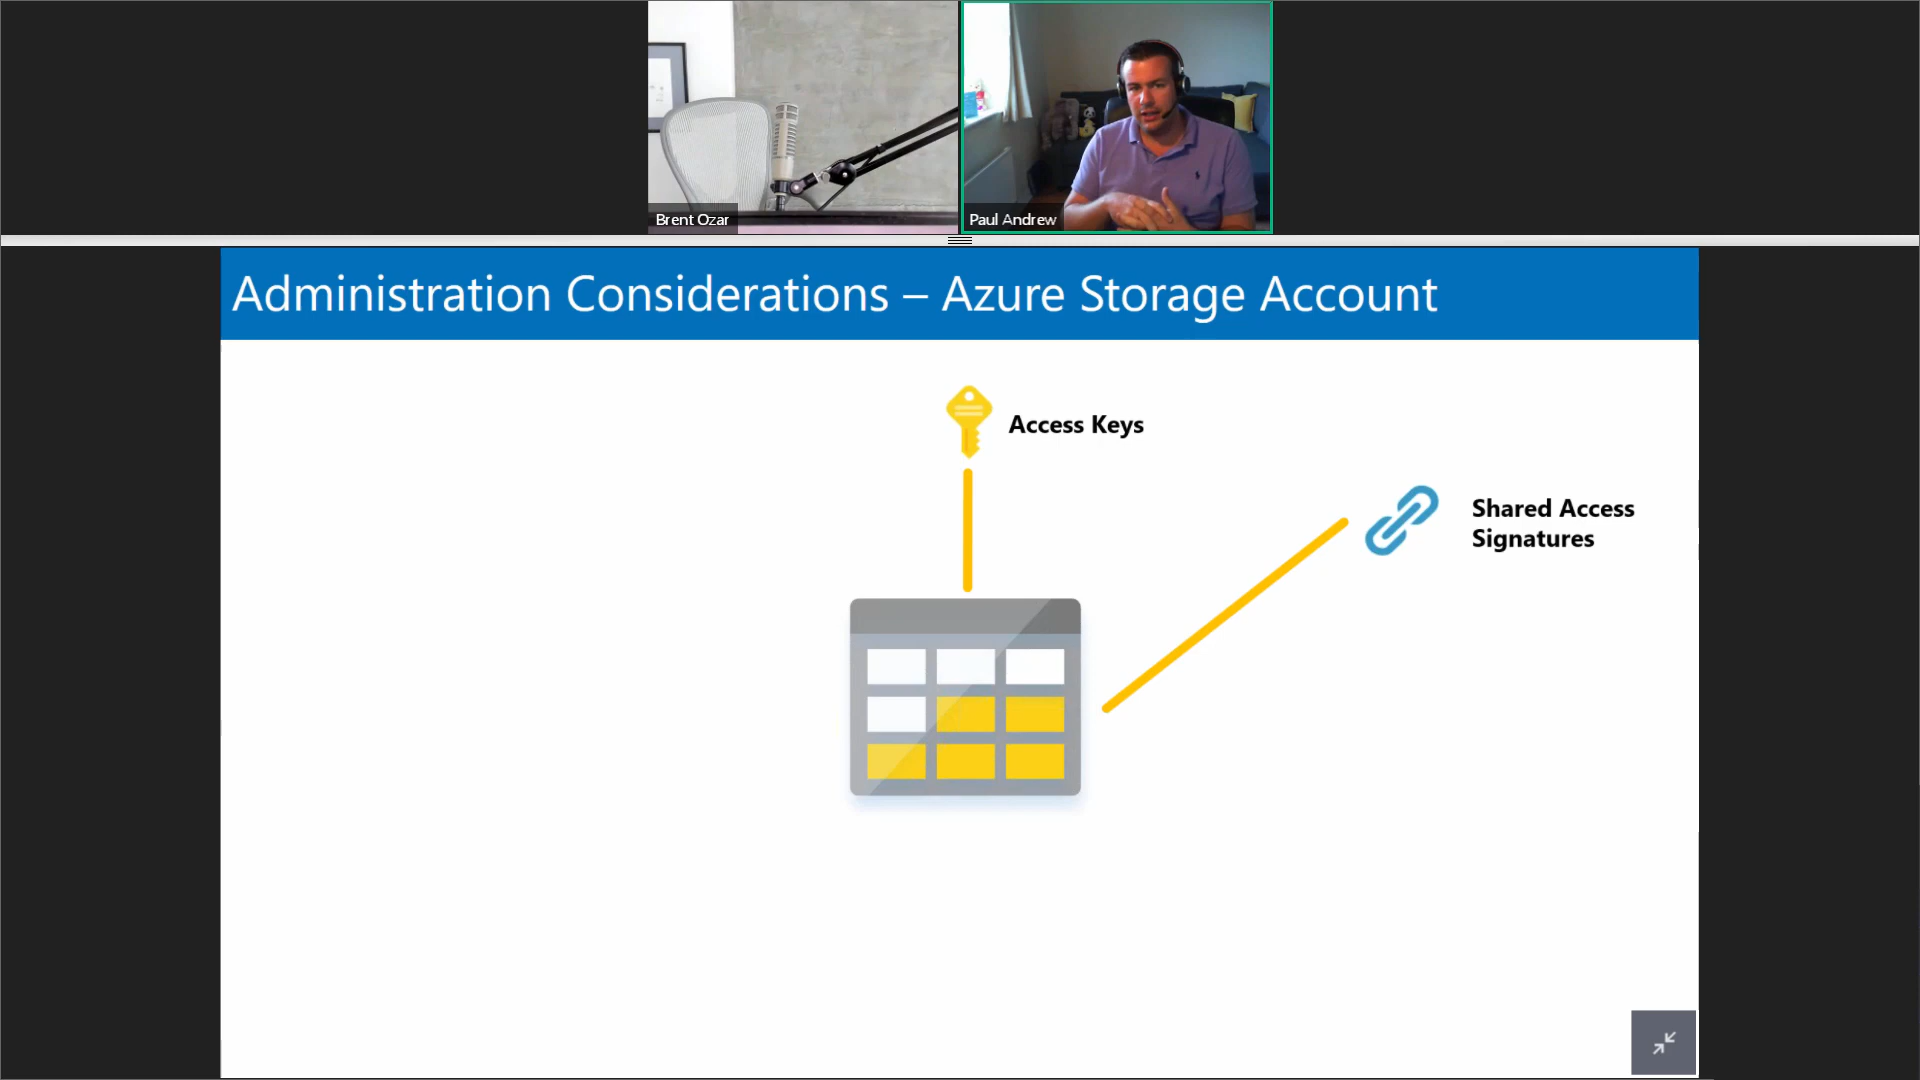 Brent Ozar
Paul Andrew
Administration Considerations – Azure Storage Account
Access Keys
Shared Access
Signatures